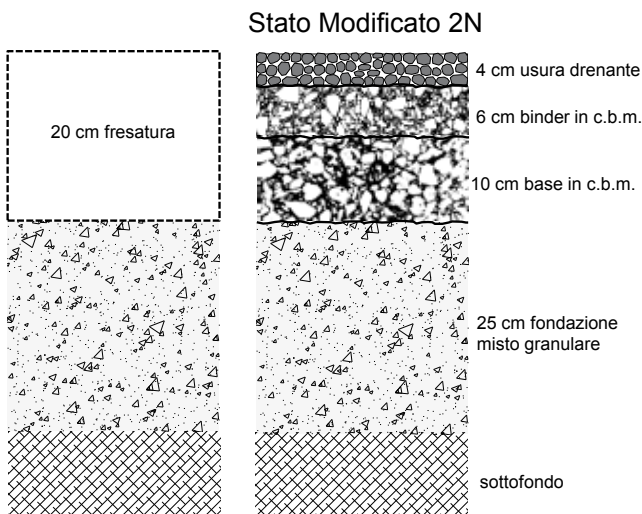 Stato Modificato 2N
20 cm fresatura
4 cm usura drenante
6 cm binder in c.b.m.
10 cm base in c.b.m.
25 cm fondazione
misto granulare
sottofondo